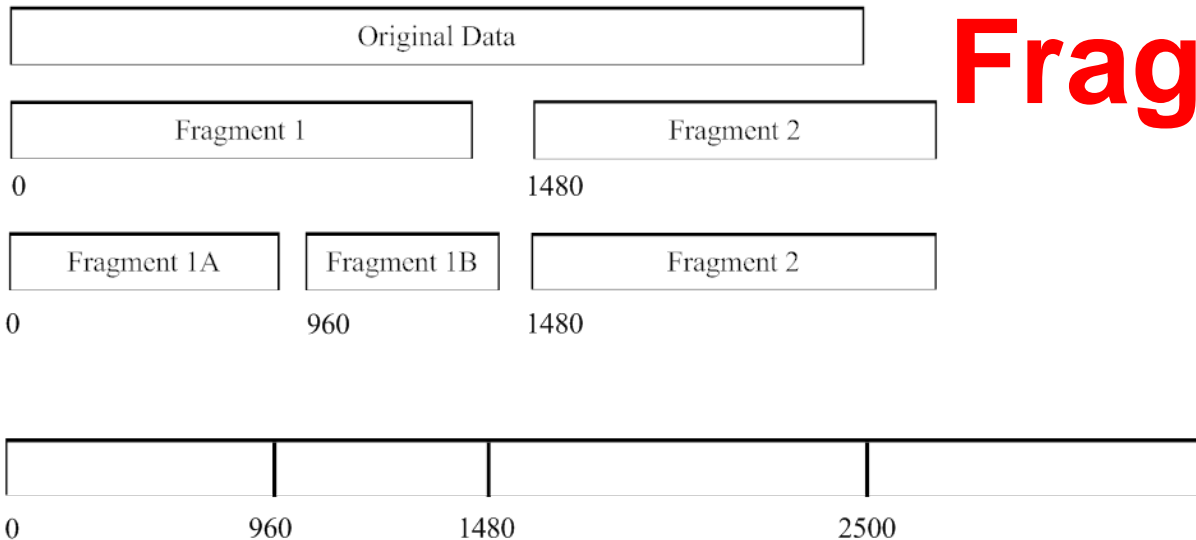 Original Data
Frag
Fragment 1 Fragment 2
0 1480
Fragment 1A Fragment 1B Fragment 2
0 960 1480
0 960 1480 2500